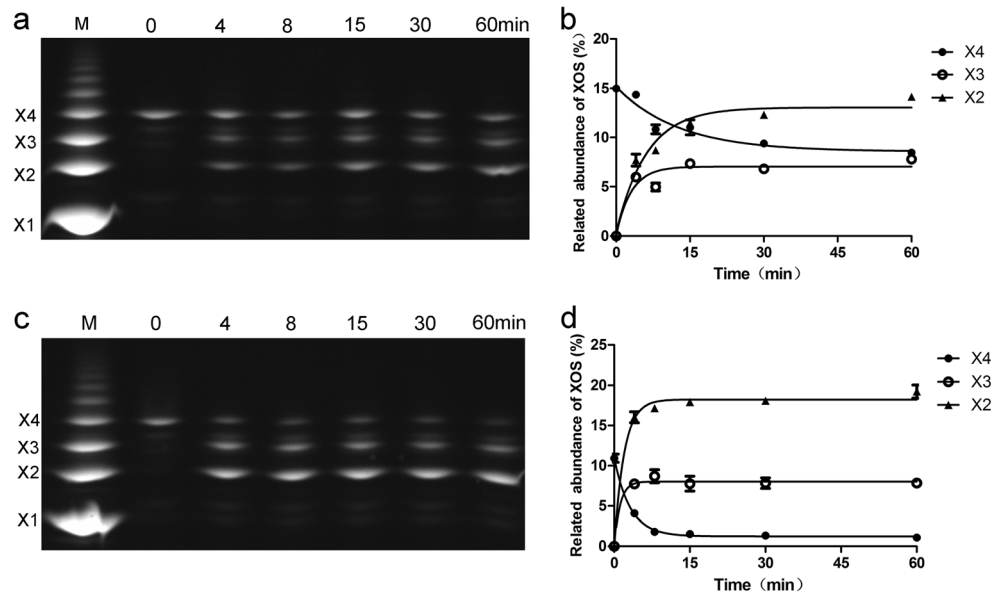 a
M 0 4 8 15 30 60min
X4
X3
X2
X1
b
Related abundance of XOS (%)
20
15
10
5
0
0 15 30 45 60
Time（min）
X4
X3
X2
c
M 0 4 8 15 30 60min
X4
X3
X2
X1
d
Related abundance of XOS (%)
25
20
15
10
5
0
0 15 30 45 60
Time（min）
X4
X3
X2